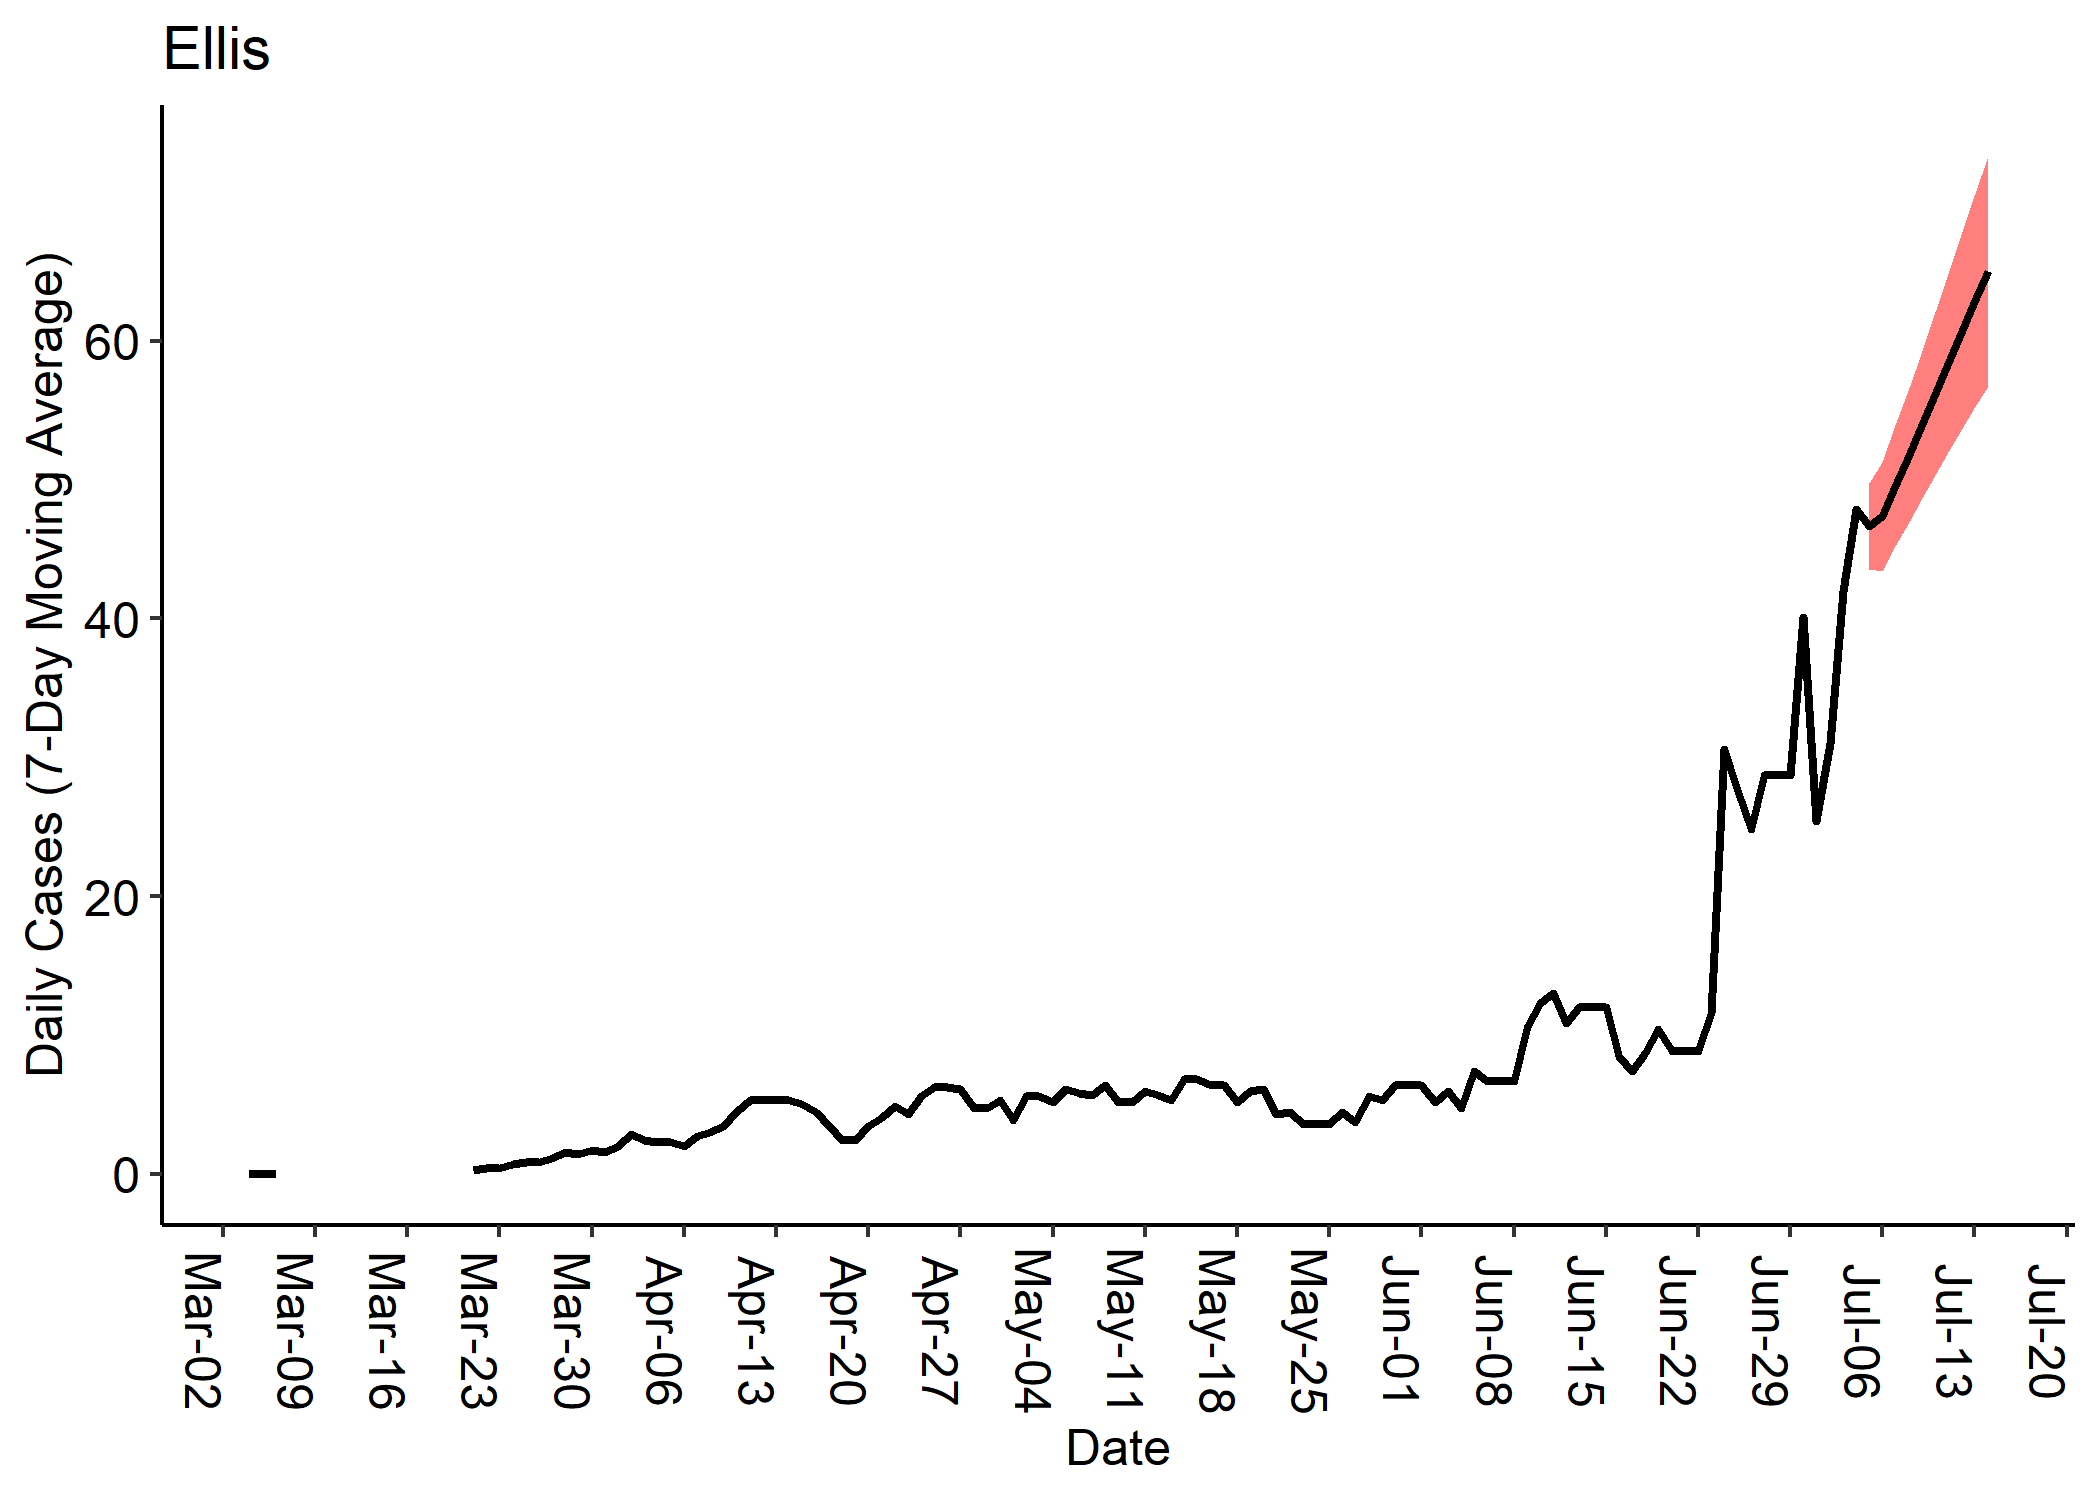 Ellis
Daily Cases (7-Day Moving Average)
60
40
20
0
Mar-02
Mar-09
Mar-16
Mar-23
Mar-30
Apr-06
Apr-13
Apr-20
Apr-27
May-04
May-11
May-18
May-25
Jun-01
Jun-08
Jun-15
Jun-22
Jun-29
Jul-06
Jul-13
Jul-20
Date